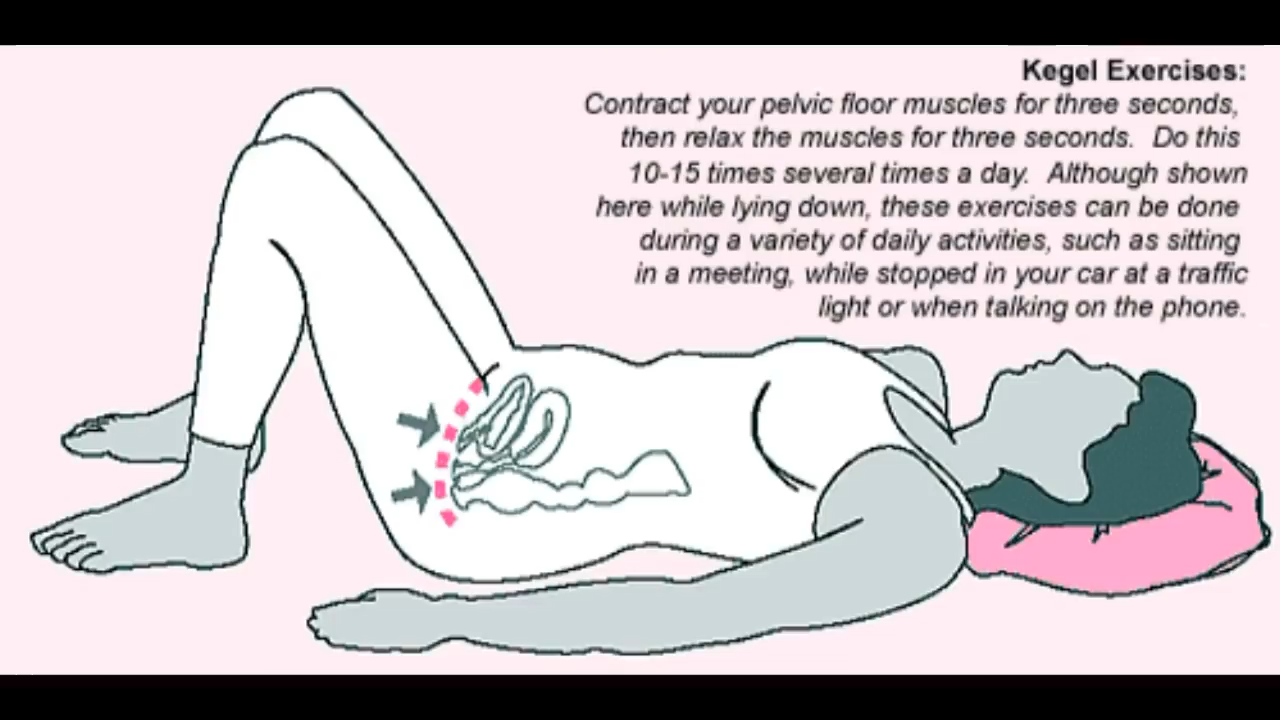 Kegel Exercises:
Contract your pelvic floor muscles for three seconds,
then relax the muscles for three seconds.  Do this
10-15 times several times a day.  Although shown
here while lying down, these exercises can be done
during a variety of daily activities, such as sitting
in a meeting, while stopped in your car at a traffic
light or when talking on the phone.